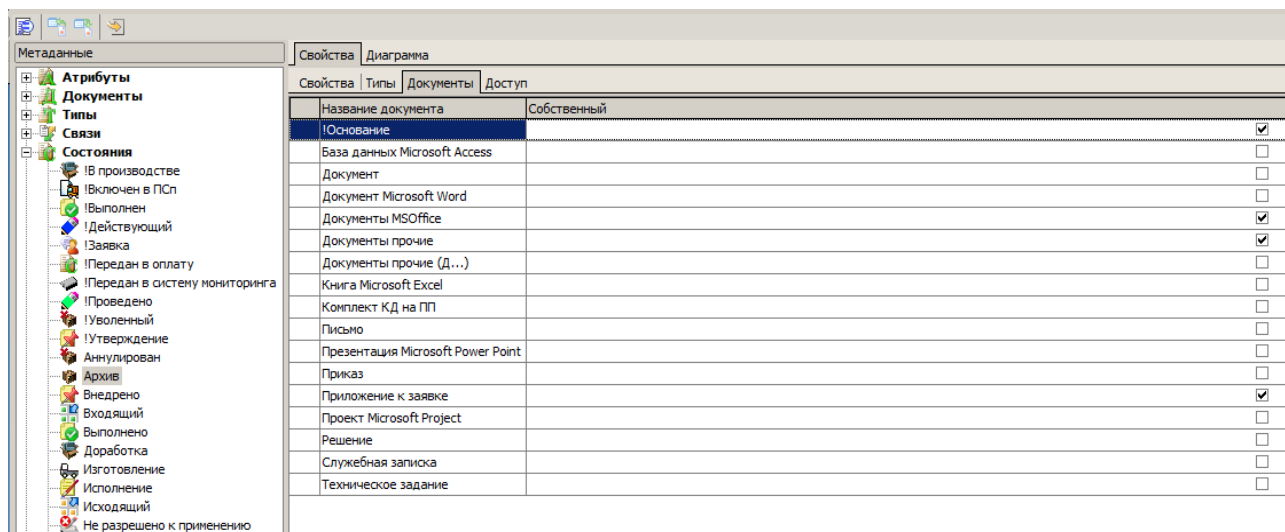 Метаданные
Атрибуты
Документы
Типы
Связи
Состояния
!В производстве
!Включен в ПСп
!Выполнен
!Действующий
!Заявка
!Передан в оплату
!Передан в систему мониторинга
!Проведено
!Уволенный
!Утверждение
Аннулирован
Архив
Внедрено
Входящий
Выполнено
Доработка
Изготовление
Исполнение
Исходящий
Не разрешено к применению
Свойства Диаграмма
Свойства Типы Документы Доступ
Название документа Собственный
!Основание
База данных Microsoft Access
Документ
Документ Microsoft Word
Документы MSOffice
Документы прочие
Документы прочие (Д...)
Книга Microsoft Excel
Комплект КД на ПП
Письмо
Презентация Microsoft Power Point
Приказ
Приложение к заявке
Проект Microsoft Project
Решение
Служебная записка
Техническое задание